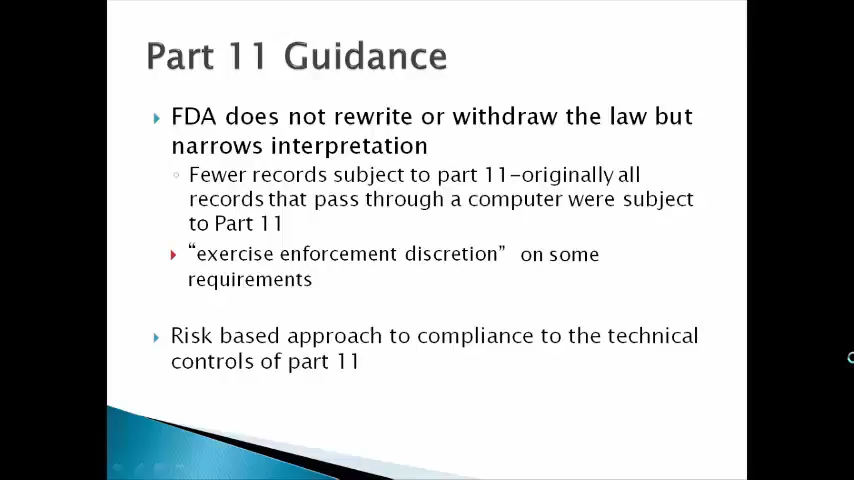 Part 11 Guidance
FDA does not rewrite or withdraw the law but
narrows interpretation
Fewer records subject to part 11-originally all
records that pass through a computer were subject
to Part 11
“exercise enforcement discretion” on some
requirements
Risk based approach to compliance to the technical
controls of part 11